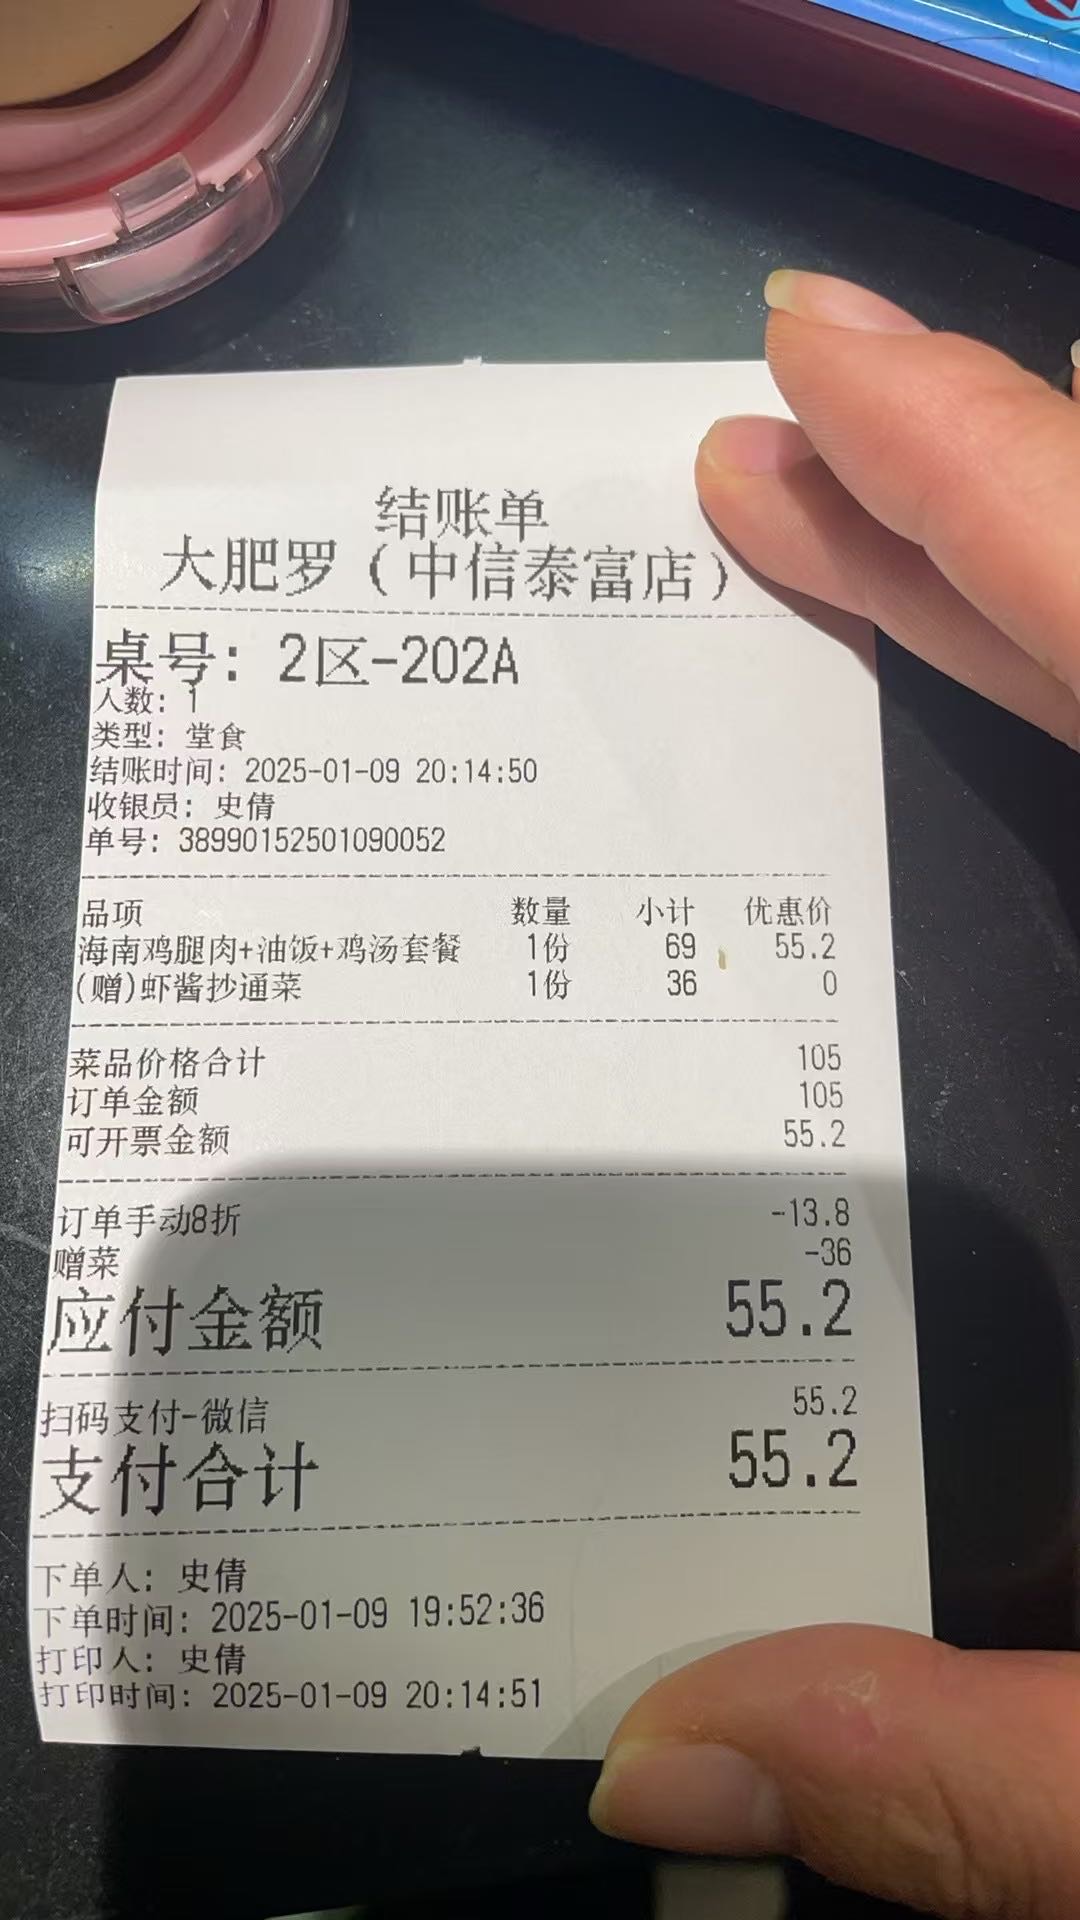 结账单
大肥罗（中信泰富店）
桌号：2区-202A
人数：1
类型：堂食
结账时间：2025-01-09 20:14:50
收银员：史倩
单号：38990152501090052
品项 数量 小计 优惠价
海南鸡腿肉+油饭+鸡汤套餐 1份 69 55.2
(赠)虾酱抄通菜 1份 36 0
菜品价格合计 105
订单金额 105
可开票金额 55.2
订单手动8折 -13.8
赠菜 -36
应付金额 55.2
扫码支付-微信 55.2
支付合计 55.2
下单人：史倩
下单时间：2025-01-09 19:52:36
打印人：史倩
打印时间：2025-01-09 20:14:51